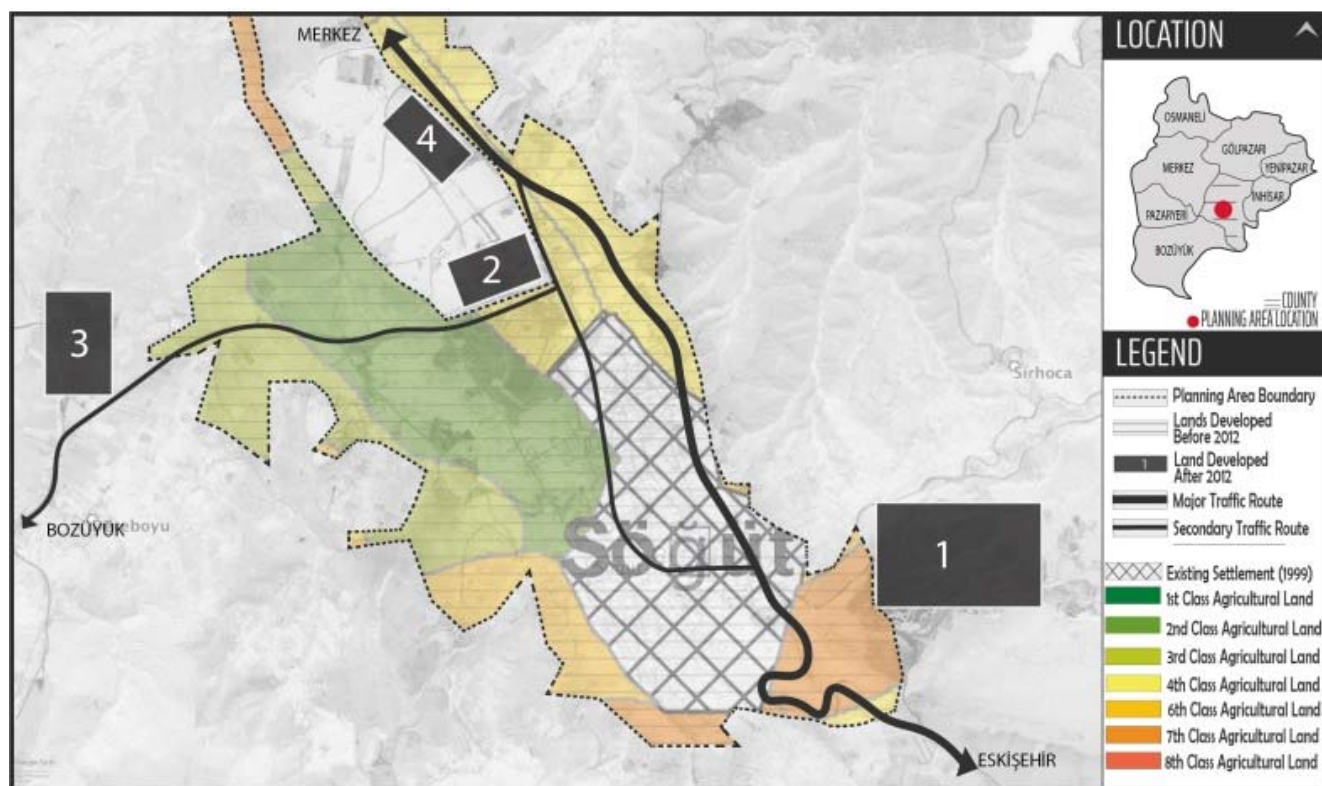 MERKEZ
4
2
3
Sirhoca
BOZÜYÜK
Söğüt
1
ESKİŞEHİR
LOCATION
OSMANELİ
GÖLPAZARI
MERKEZ
YENİPAZAR
İNHİSAR
PAZARYERİ
BOZÜYÜK
COUNTY
PLANNING AREA LOCATION
LEGEND
Planning Area Boundary
Lands Developed
Before 2012
1
Land Developed
After 2012
Major Traffic Route
Secondary Traffic Route
Existing Settlement (1999)
1st Class Agricultural Land
2nd Class Agricultural Land
3rd Class Agricultural Land
4th Class Agricultural Land
6th Class Agricultural Land
7th Class Agricultural Land
8th Class Agricultural Land